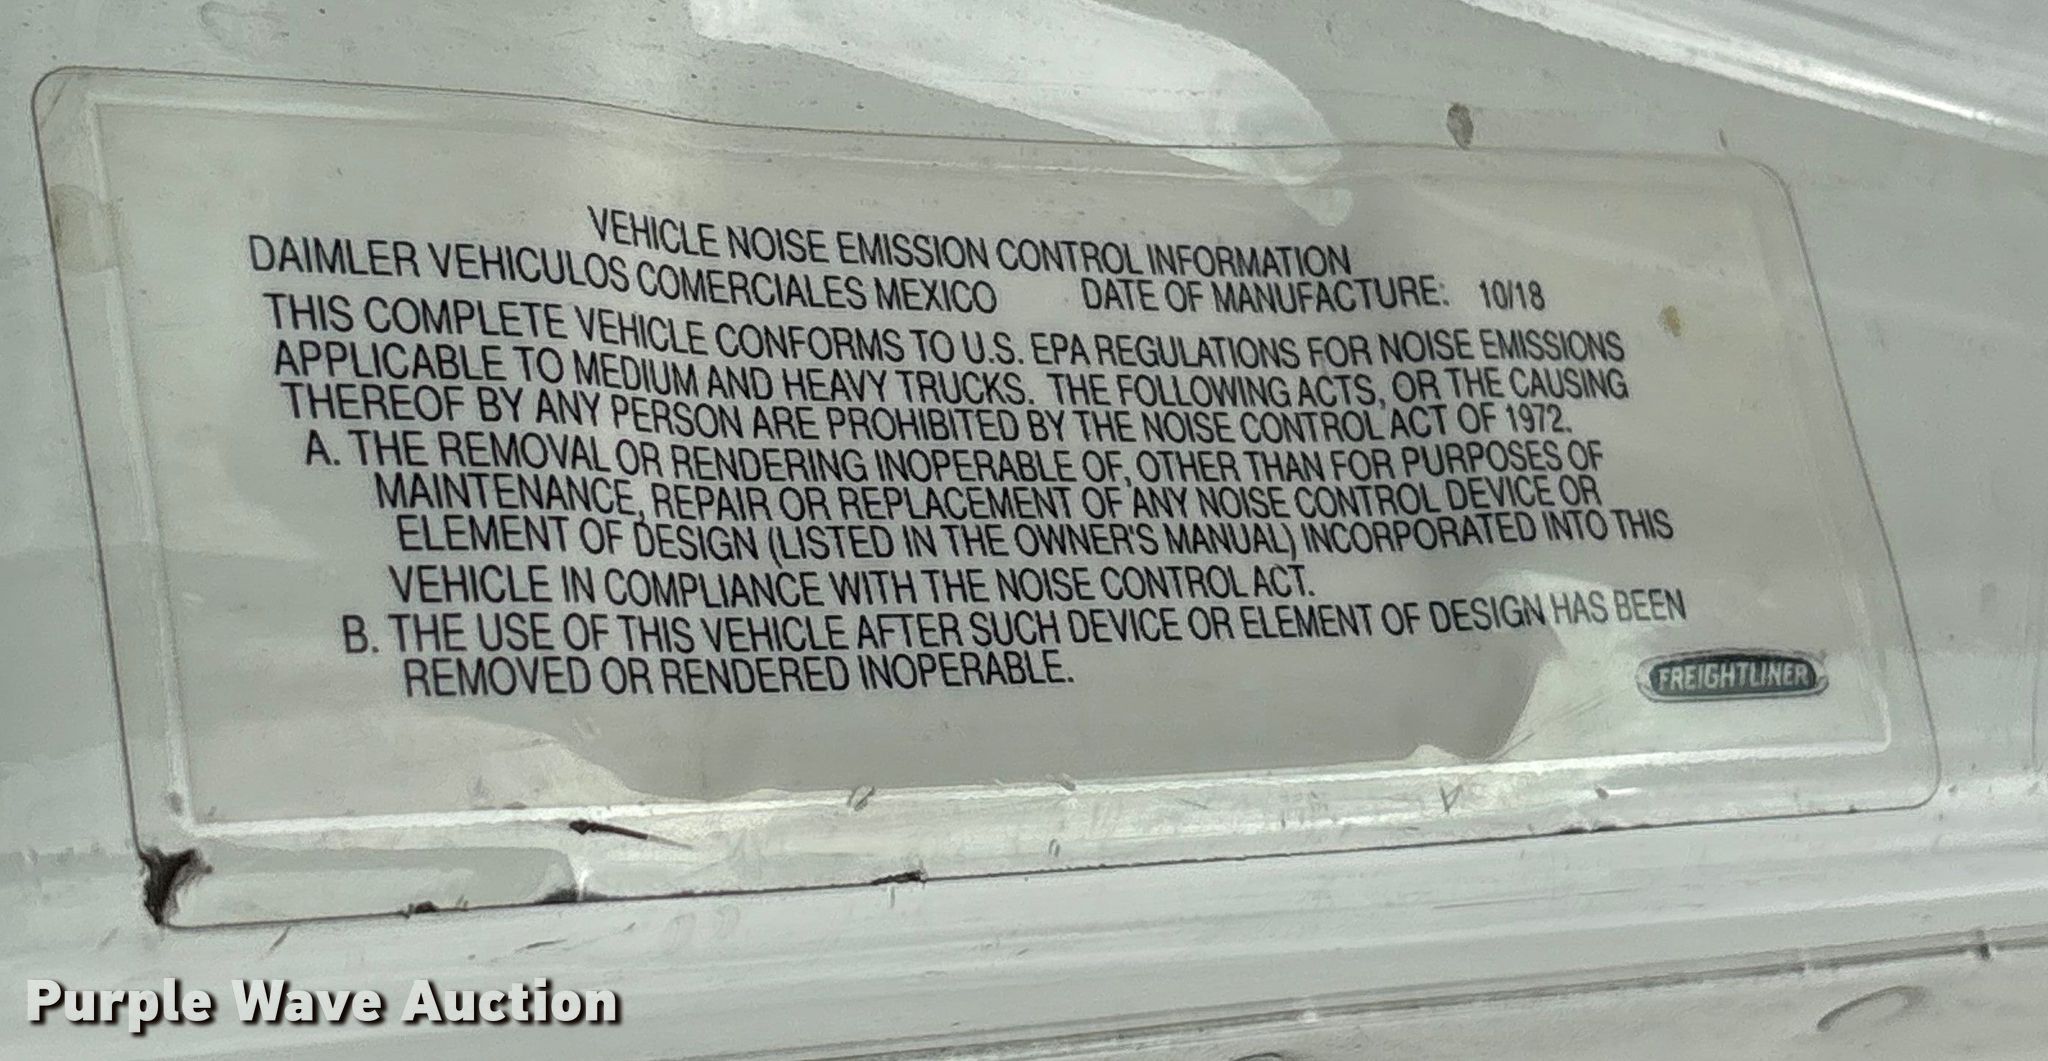 VEHICLE NOISE EMISSION CONTROL INFORMATION
DAIMLER VEHICULOS COMERCIALES MEXICO DATE OF MANUFACTURE: 10/18
THIS COMPLETE VEHICLE CONFORMS TO U.S. EPA REGULATIONS FOR NOISE EMISSIONS
APPLICABLE TO MEDIUM AND HEAVY TRUCKS. THE FOLLOWING ACTS, OR THE CAUSING
THEREOF BY ANY PERSON ARE PROHIBITED BY THE NOISE CONTROL ACT OF 1972.
A. THE REMOVAL OR RENDERING INOPERABLE OF, OTHER THAN FOR PURPOSES OF
MAINTENANCE, REPAIR OR REPLACEMENT OF ANY NOISE CONTROL DEVICE OR
ELEMENT OF DESIGN (LISTED IN THE OWNER'S MANUAL) INCORPORATED INTO THIS
VEHICLE IN COMPLIANCE WITH THE NOISE CONTROL ACT.
B. THE USE OF THIS VEHICLE AFTER SUCH DEVICE OR ELEMENT OF DESIGN HAS BEEN
REMOVED OR RENDERED INOPERABLE.
FREIGHTLINER
Purple Wave Auction